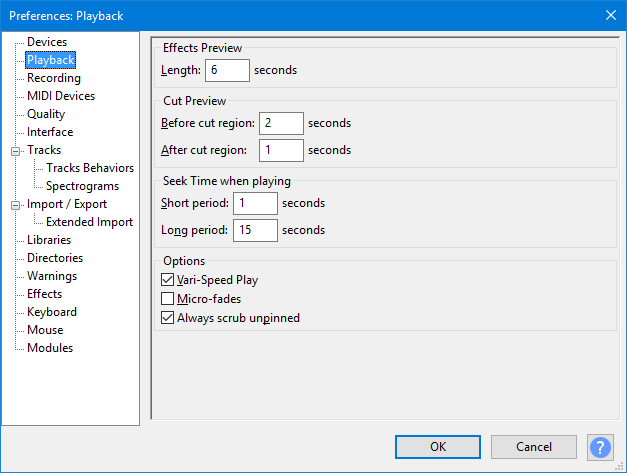 Preferences: Playback
Devices
Playback
Recording
MIDI Devices
Quality
Interface
Tracks
Tracks Behaviors
Spectrograms
Import / Export
Extended Import
Libraries
Directories
Warnings
Effects
Keyboard
Mouse
Modules
Effects Preview
Length: 6 seconds
Cut Preview
Before cut region: 2 seconds
After cut region: 1 seconds
Seek Time when playing
Short period: 1 seconds
Long period: 15 seconds
Options
Vari-Speed Play
Micro-fades
Always scrub unpinned
OK Cancel ?